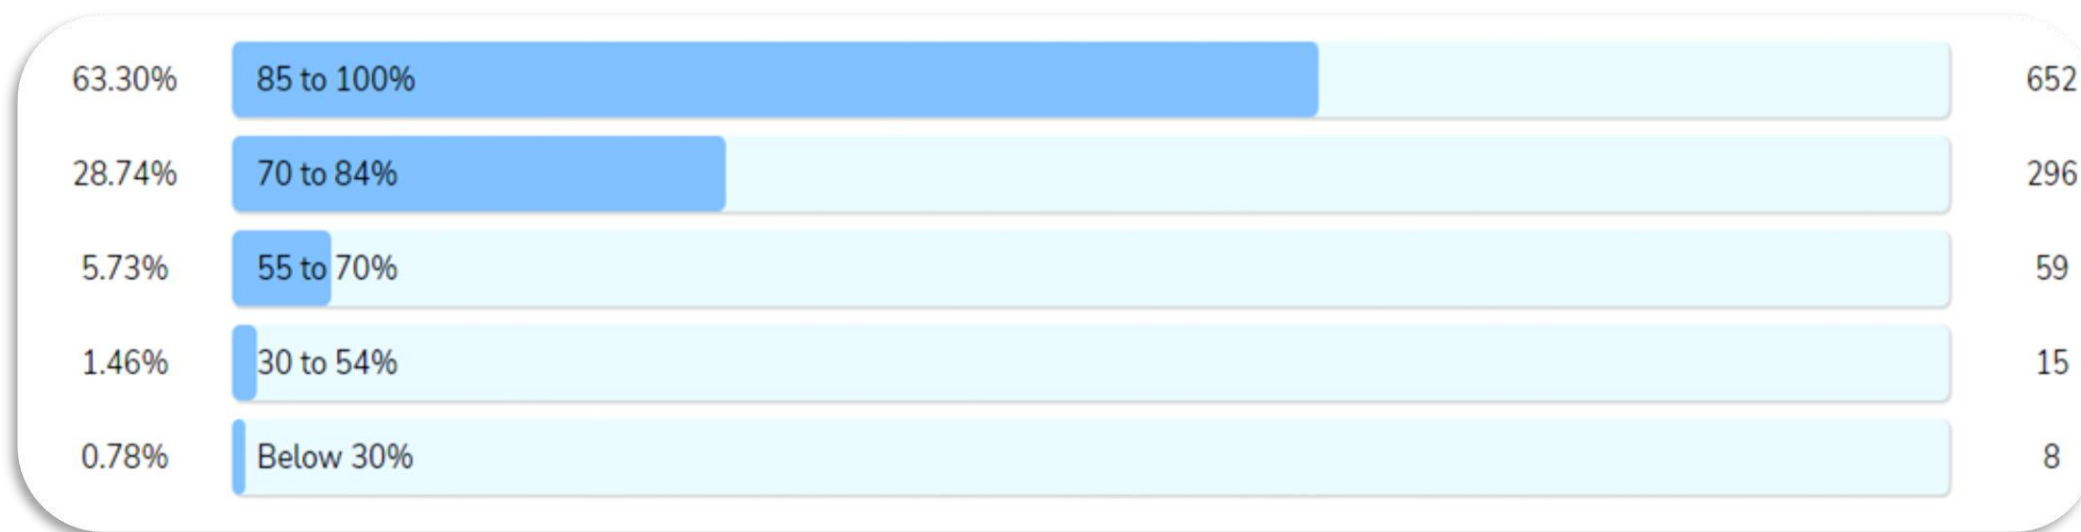 63.30% 85 to 100% 652
28.74% 70 to 84% 296
5.73% 55 to 70% 59
1.46% 30 to 54% 15
0.78% Below 30% 8